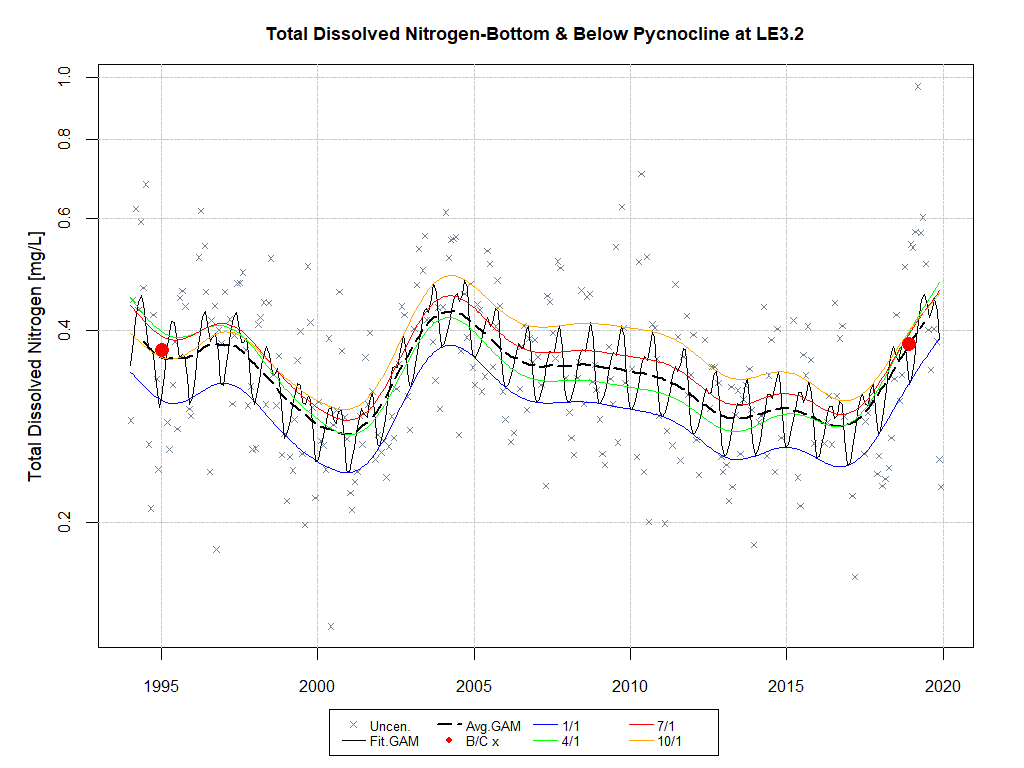 Total Dissolved Nitrogen-Bottom & Below Pycnocline at LE3.2
Total Dissolved Nitrogen [mg/L]
1.0
0.8
0.6
0.4
0.2
1995 2000 2005 2010 2015 2020
Uncen. Avg.GAM 1/1 7/1
Fit.GAM B/C x 4/1 10/1